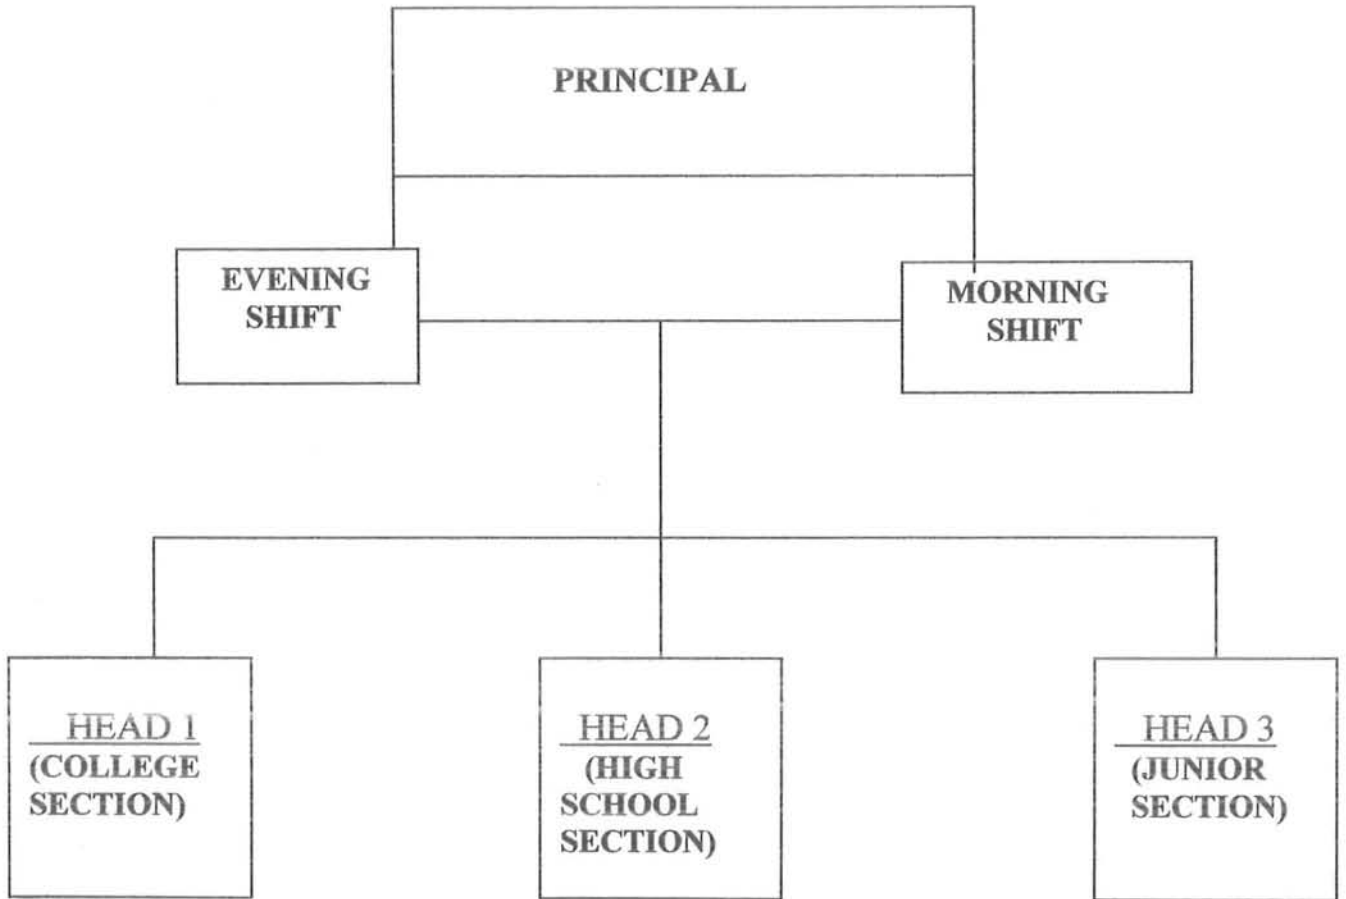 PRINCIPAL
EVENING
SHIFT
MORNING
SHIFT
HEAD 1
(COLLEGE
SECTION)
HEAD 2
(HIGH
SCHOOL
SECTION)
HEAD 3
(JUNIOR
SECTION)